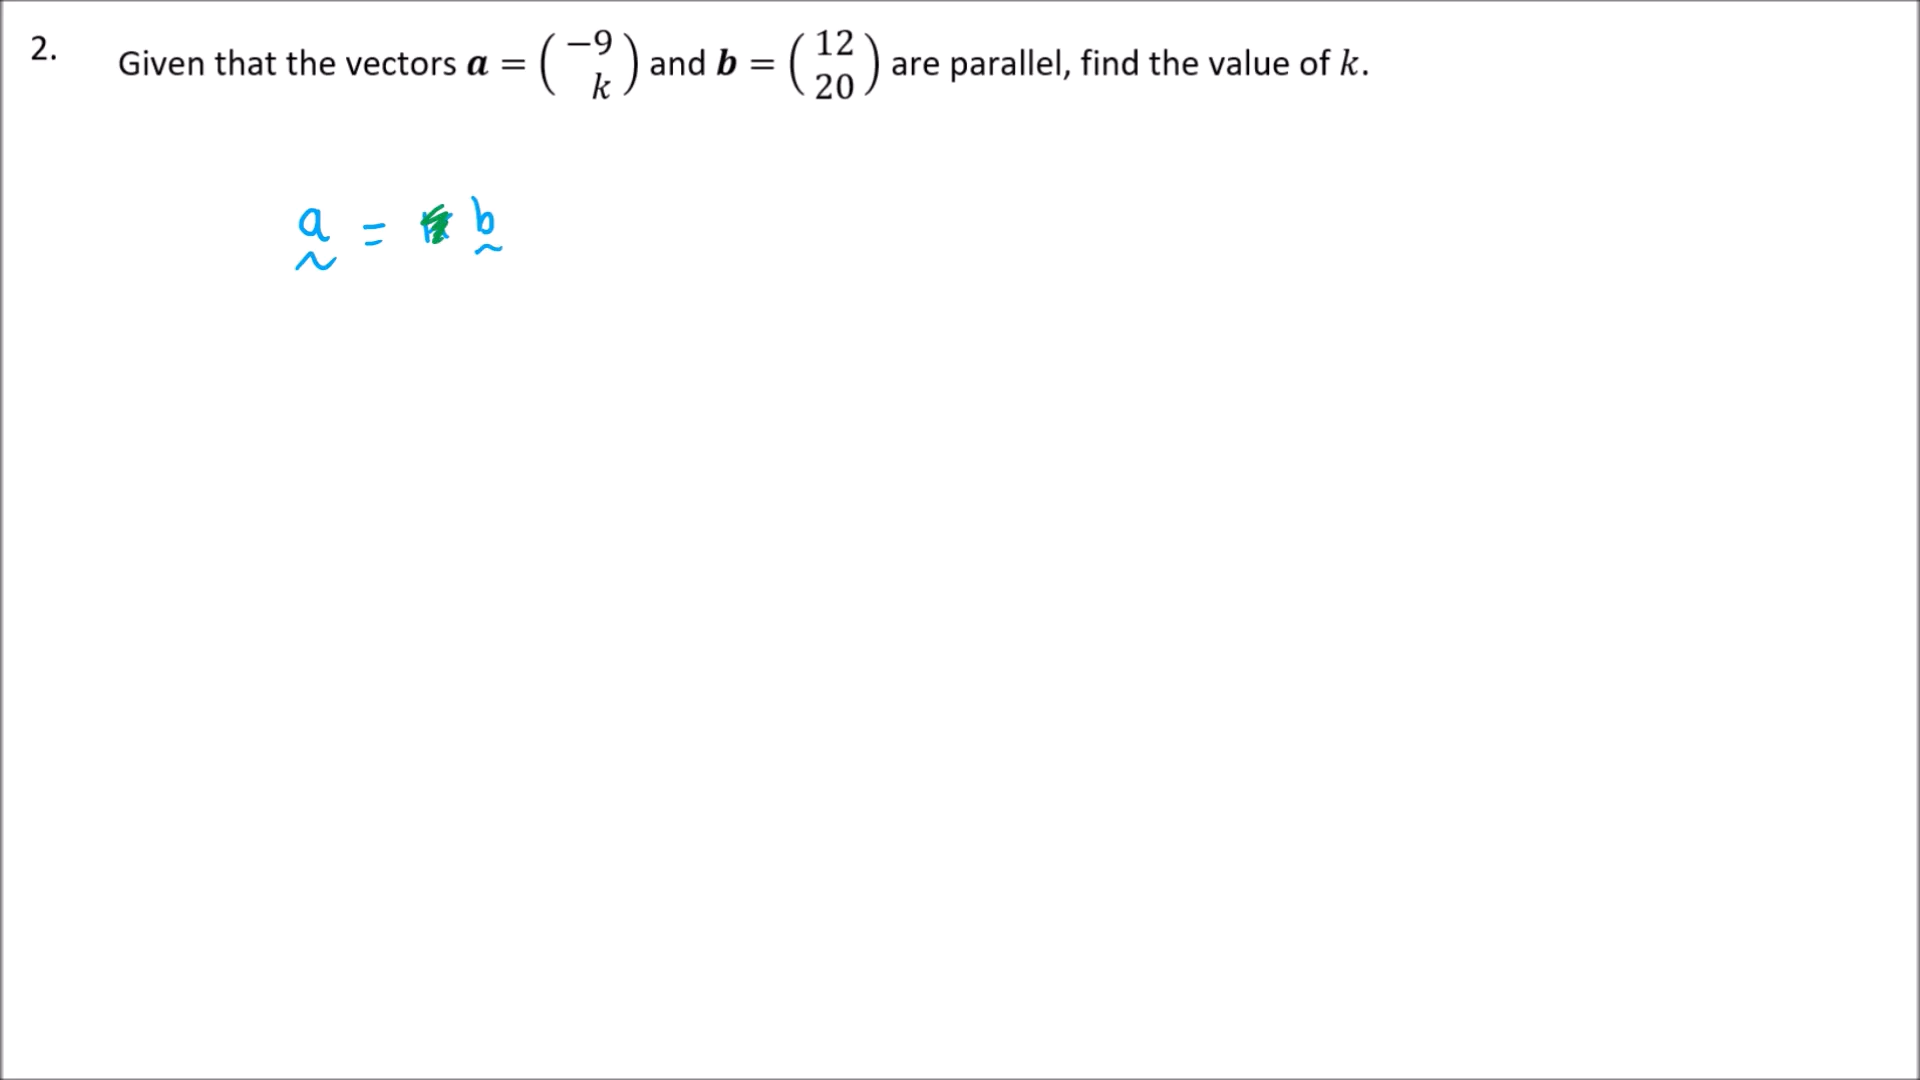 2. Given that the vectors a = (−9 k) and b = (12 20) are parallel, find the value of k.
a = b